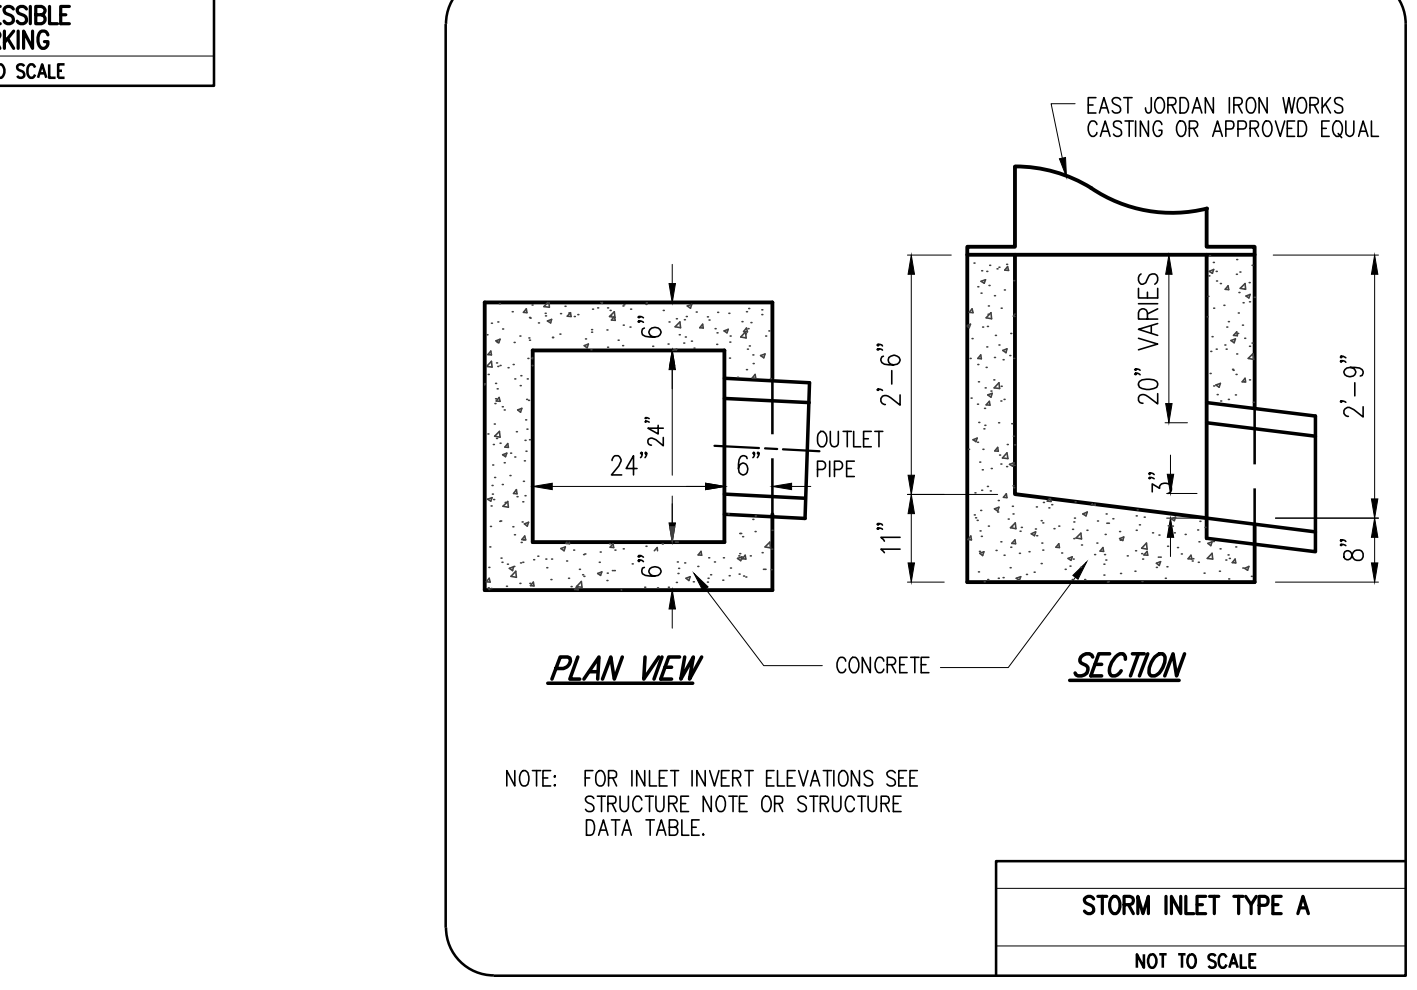 SCALE
EAST JORDAN IRON WORKS
CASTING OR APPROVED EQUAL
6"
24"
24"
6"
6"
OUTLET
PIPE
2'-6"
11"
20" VARIES
3"
2'-9"
8"
CONCRETE
PLAN VIEW
SECTION
NOTE: FOR INLET INVERT ELEVATIONS SEE
STRUCTURE NOTE OR STRUCTURE
DATA TABLE.
STORM INLET TYPE A
NOT TO SCALE